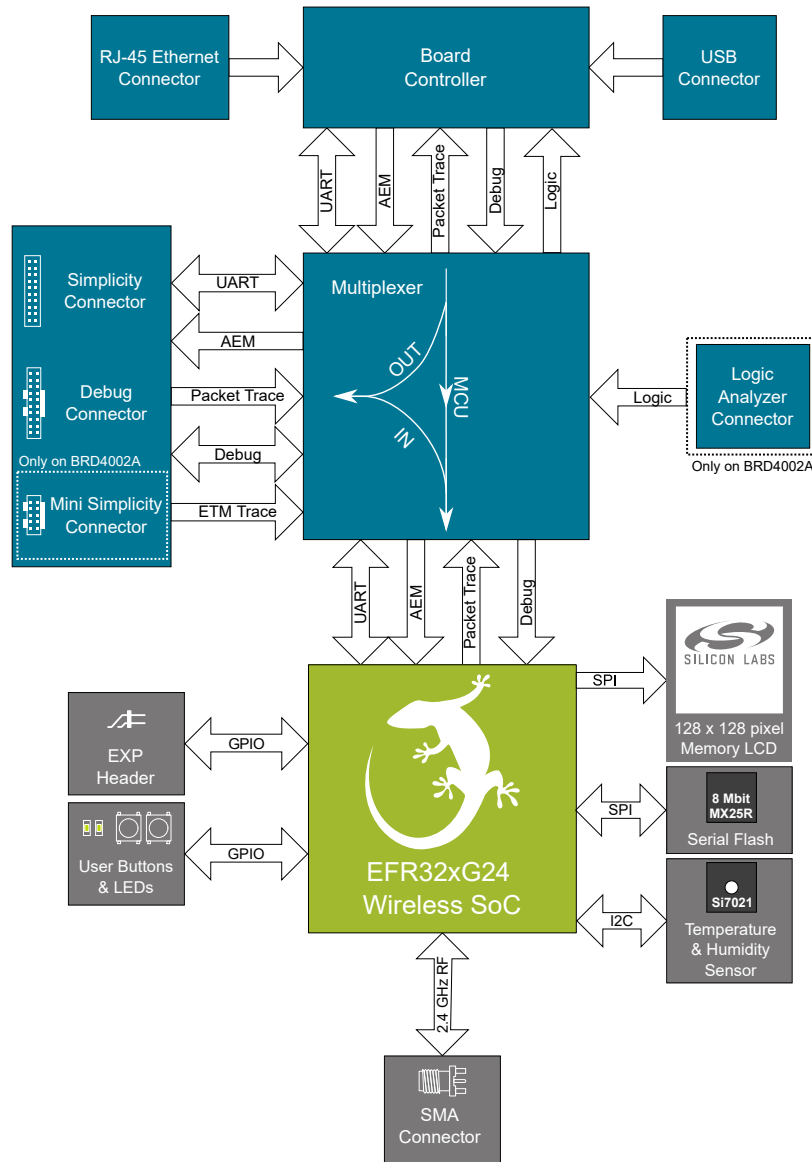 RJ-45 Ethernet
Connector
Board
Controller
USB
Connector
UART
AEM
Packet Trace
Debug
Logic
Simplicity
Connector
UART
Multiplexer
AEM
OUT
MCU
IN
Debug
Connector
Packet Trace
Logic
Logic
Analyzer
Connector
Only on BRD4002A
Only on BRD4002A
Debug
Mini Simplicity
Connector
ETM Trace
UART
AEM
Packet Trace
Debug
SPI
SILICON LABS
128 x 128 pixel
Memory LCD
EXP
Header
GPIO
SPI
8 Mbit
MX25R
Serial Flash
User Buttons
& LEDs
GPIO
EFR32xG24
Wireless SoC
I2C
Si7021
Temperature
& Humidity
Sensor
2.4 GHz RF
SMA
Connector